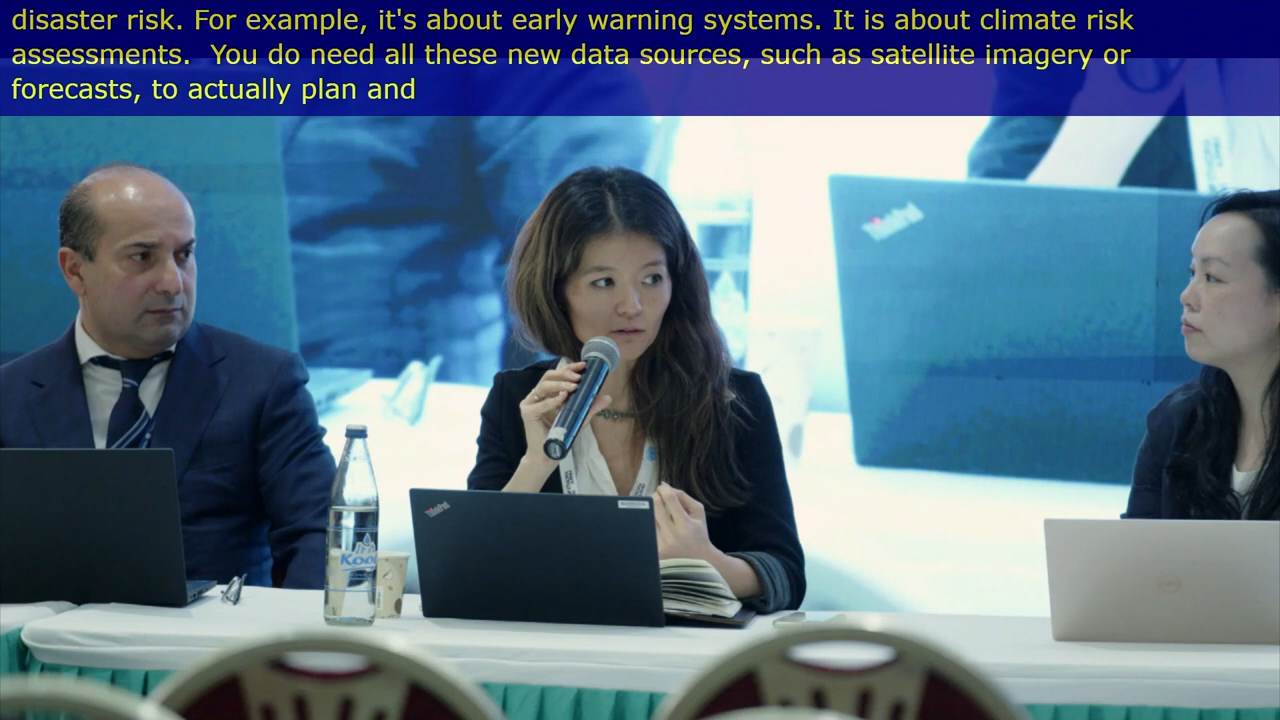 disaster risk. For example, it's about early warning systems. It is about climate risk
assessments.  You do need all these new data sources, such as satellite imagery or
forecasts, to actually plan and
ThinkPad
ThinkPad
DELL